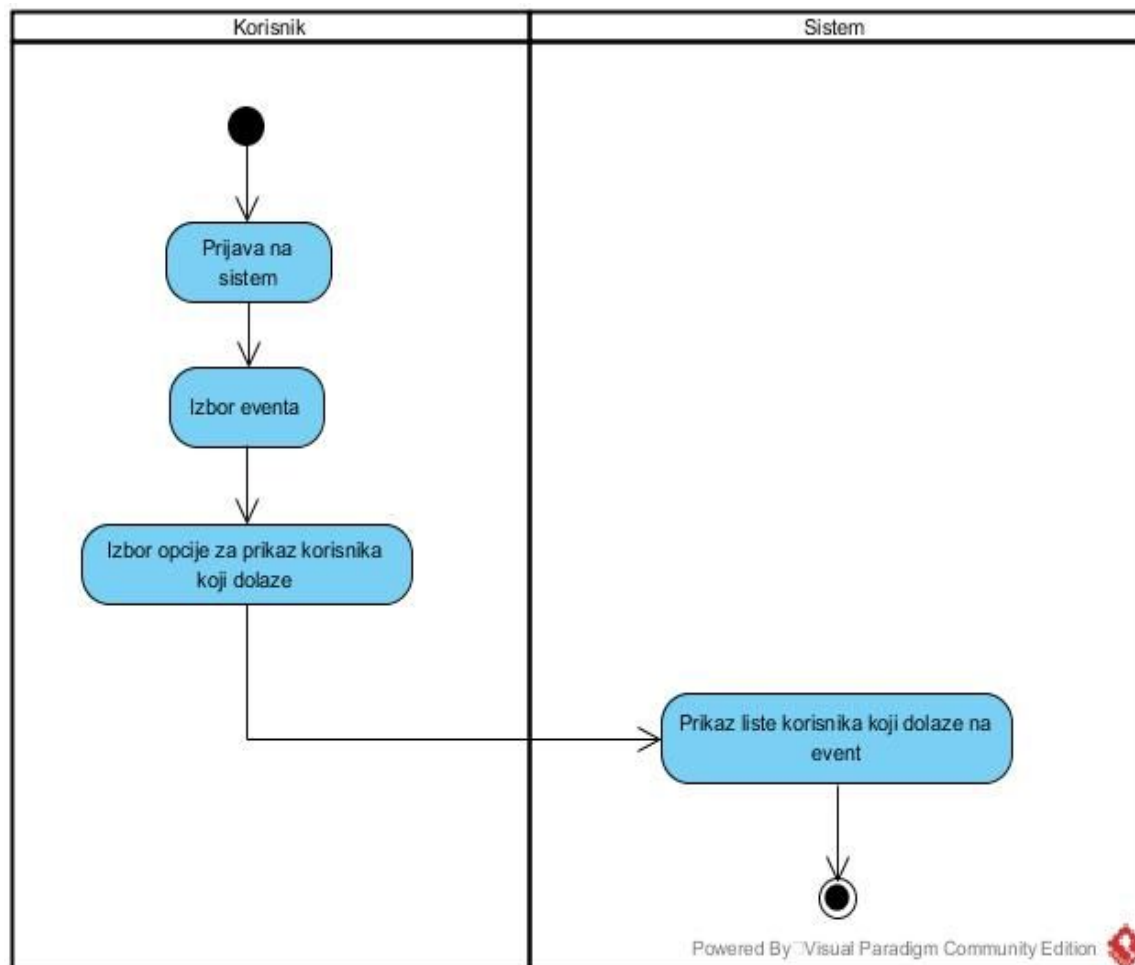 Korisnik
Sistem
Prijava na
sistem
Izbor eventa
Izbor opcije za prikaz korisnika
koji dolaze
Prikaz liste korisnika koji dolaze na
event
Powered By Visual Paradigm Community Edition